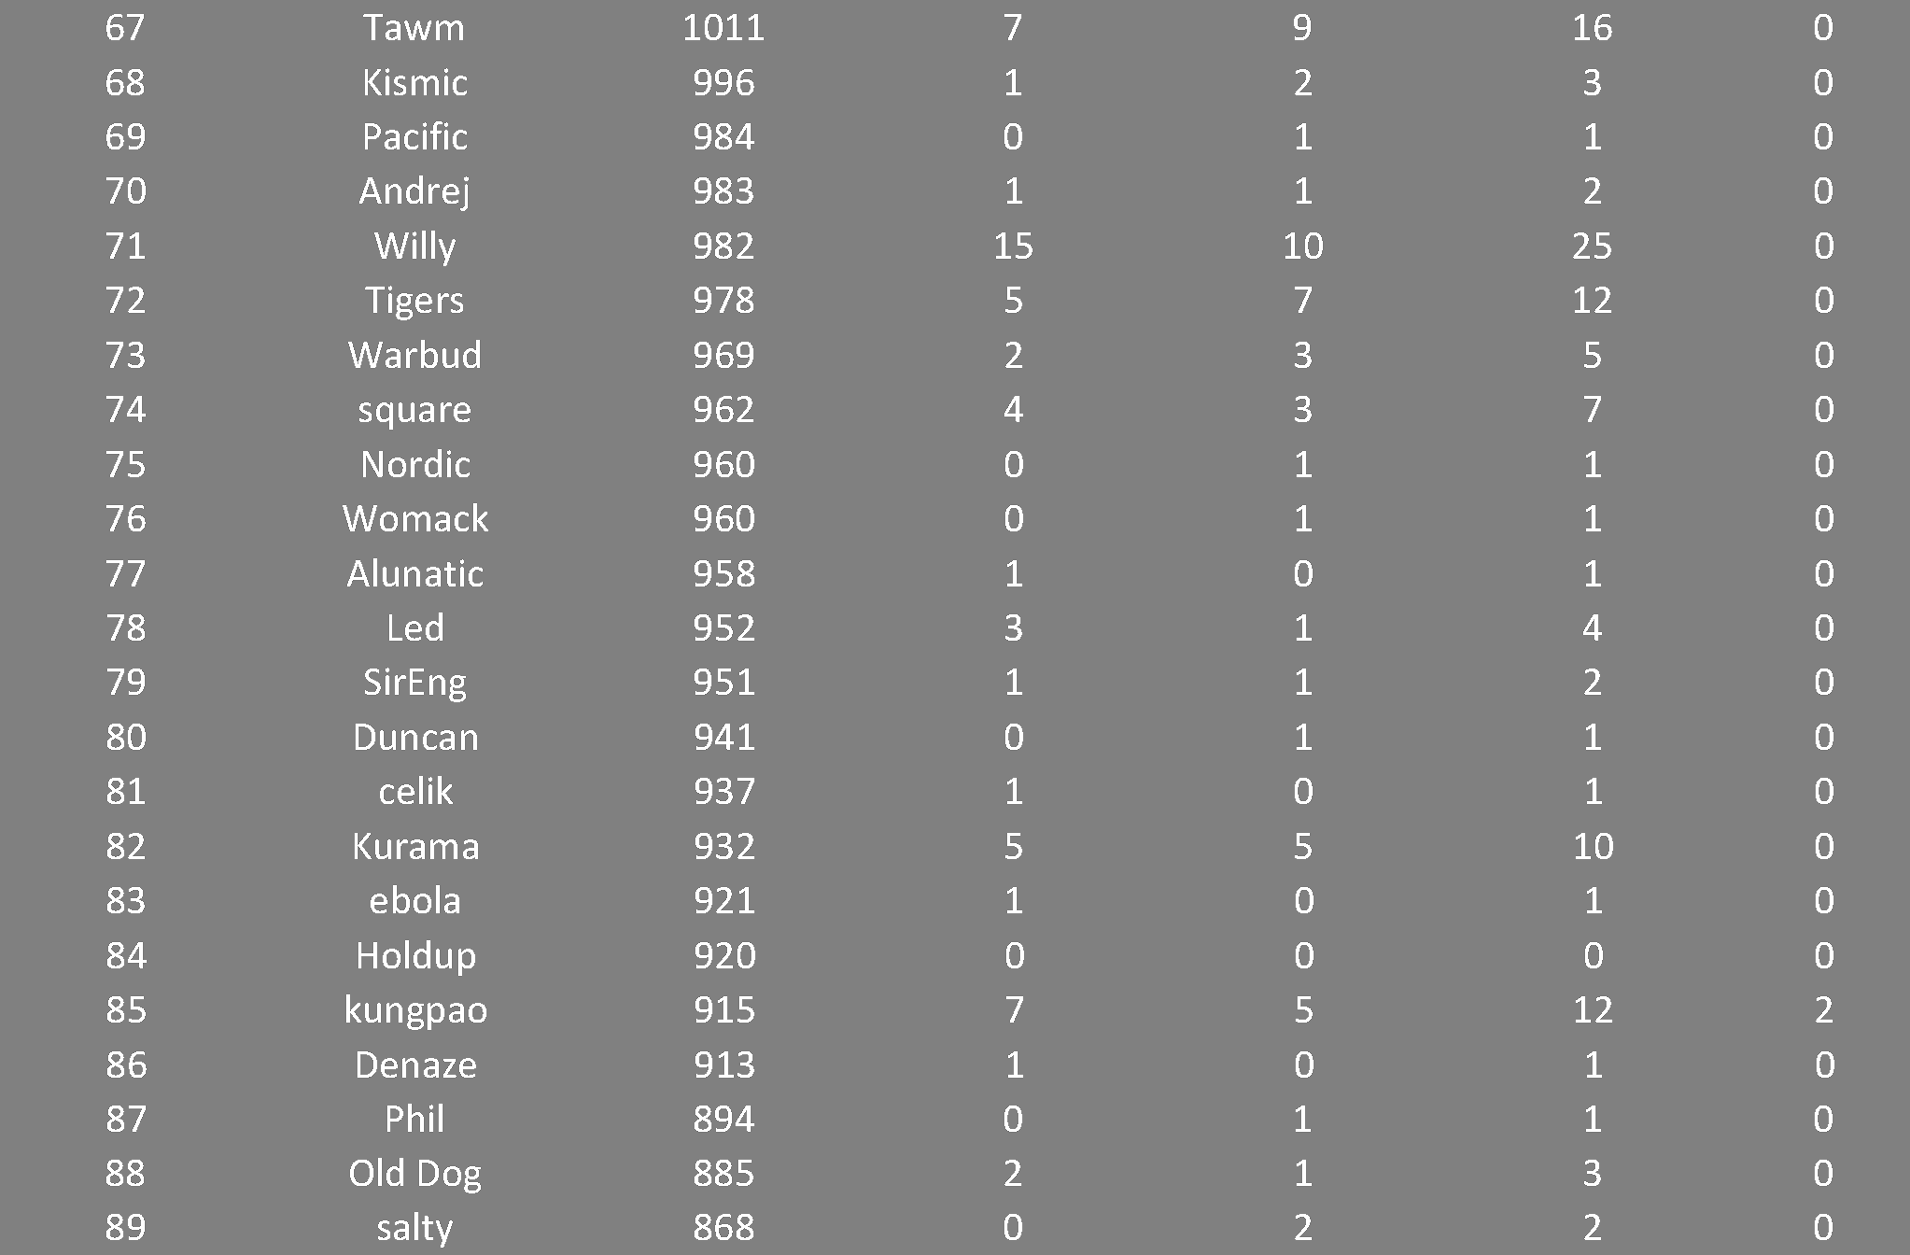 67 Tawm 1011 7 9 16 0
68 Kismic 996 1 2 3 0
69 Pacific 984 0 1 1 0
70 Andrej 983 1 1 2 0
71 Willy 982 15 10 25 0
72 Tigers 978 5 7 12 0
73 Warbud 969 2 3 5 0
74 square 962 4 3 7 0
75 Nordic 960 0 1 1 0
76 Womack 960 0 1 1 0
77 Alunatic 958 1 0 1 0
78 Led 952 3 1 4 0
79 SirEng 951 1 1 2 0
80 Duncan 941 0 1 1 0
81 celik 937 1 0 1 0
82 Kurama 932 5 5 10 0
83 ebola 921 1 0 1 0
84 Holdup 920 0 0 0 0
85 kungpao 915 7 5 12 2
86 Denaze 913 1 0 1 0
87 Phil 894 0 1 1 0
88 Old Dog 885 2 1 3 0
89 salty 868 0 2 2 0